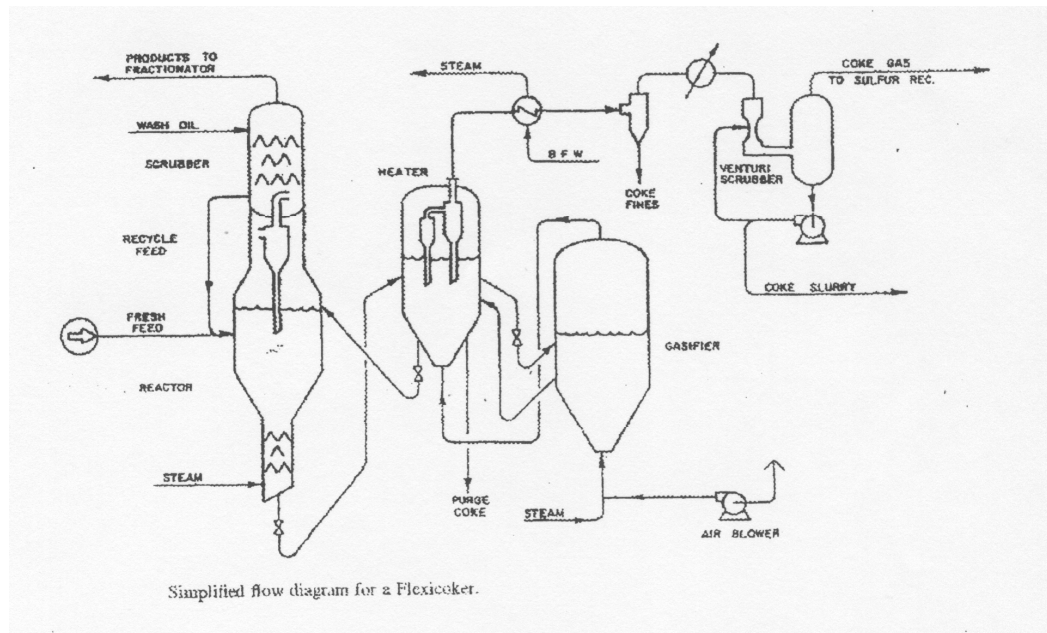 PRODUCTS TO
FRACTIONATOR
WASH OIL
SCRUBBER
RECYCLE
FEED
FRESH
FEED
REACTOR
STEAM
STEAM
HEATER
B F W
COKE
FINES
PURGE
COKE
STEAM
GASIFIER
AIR BLOWER
VENTURI
SCRUBBER
COKE GAS
TO SULFUR REC.
COKE SLURRY
Simplified flow diagram for a Flexicoker.